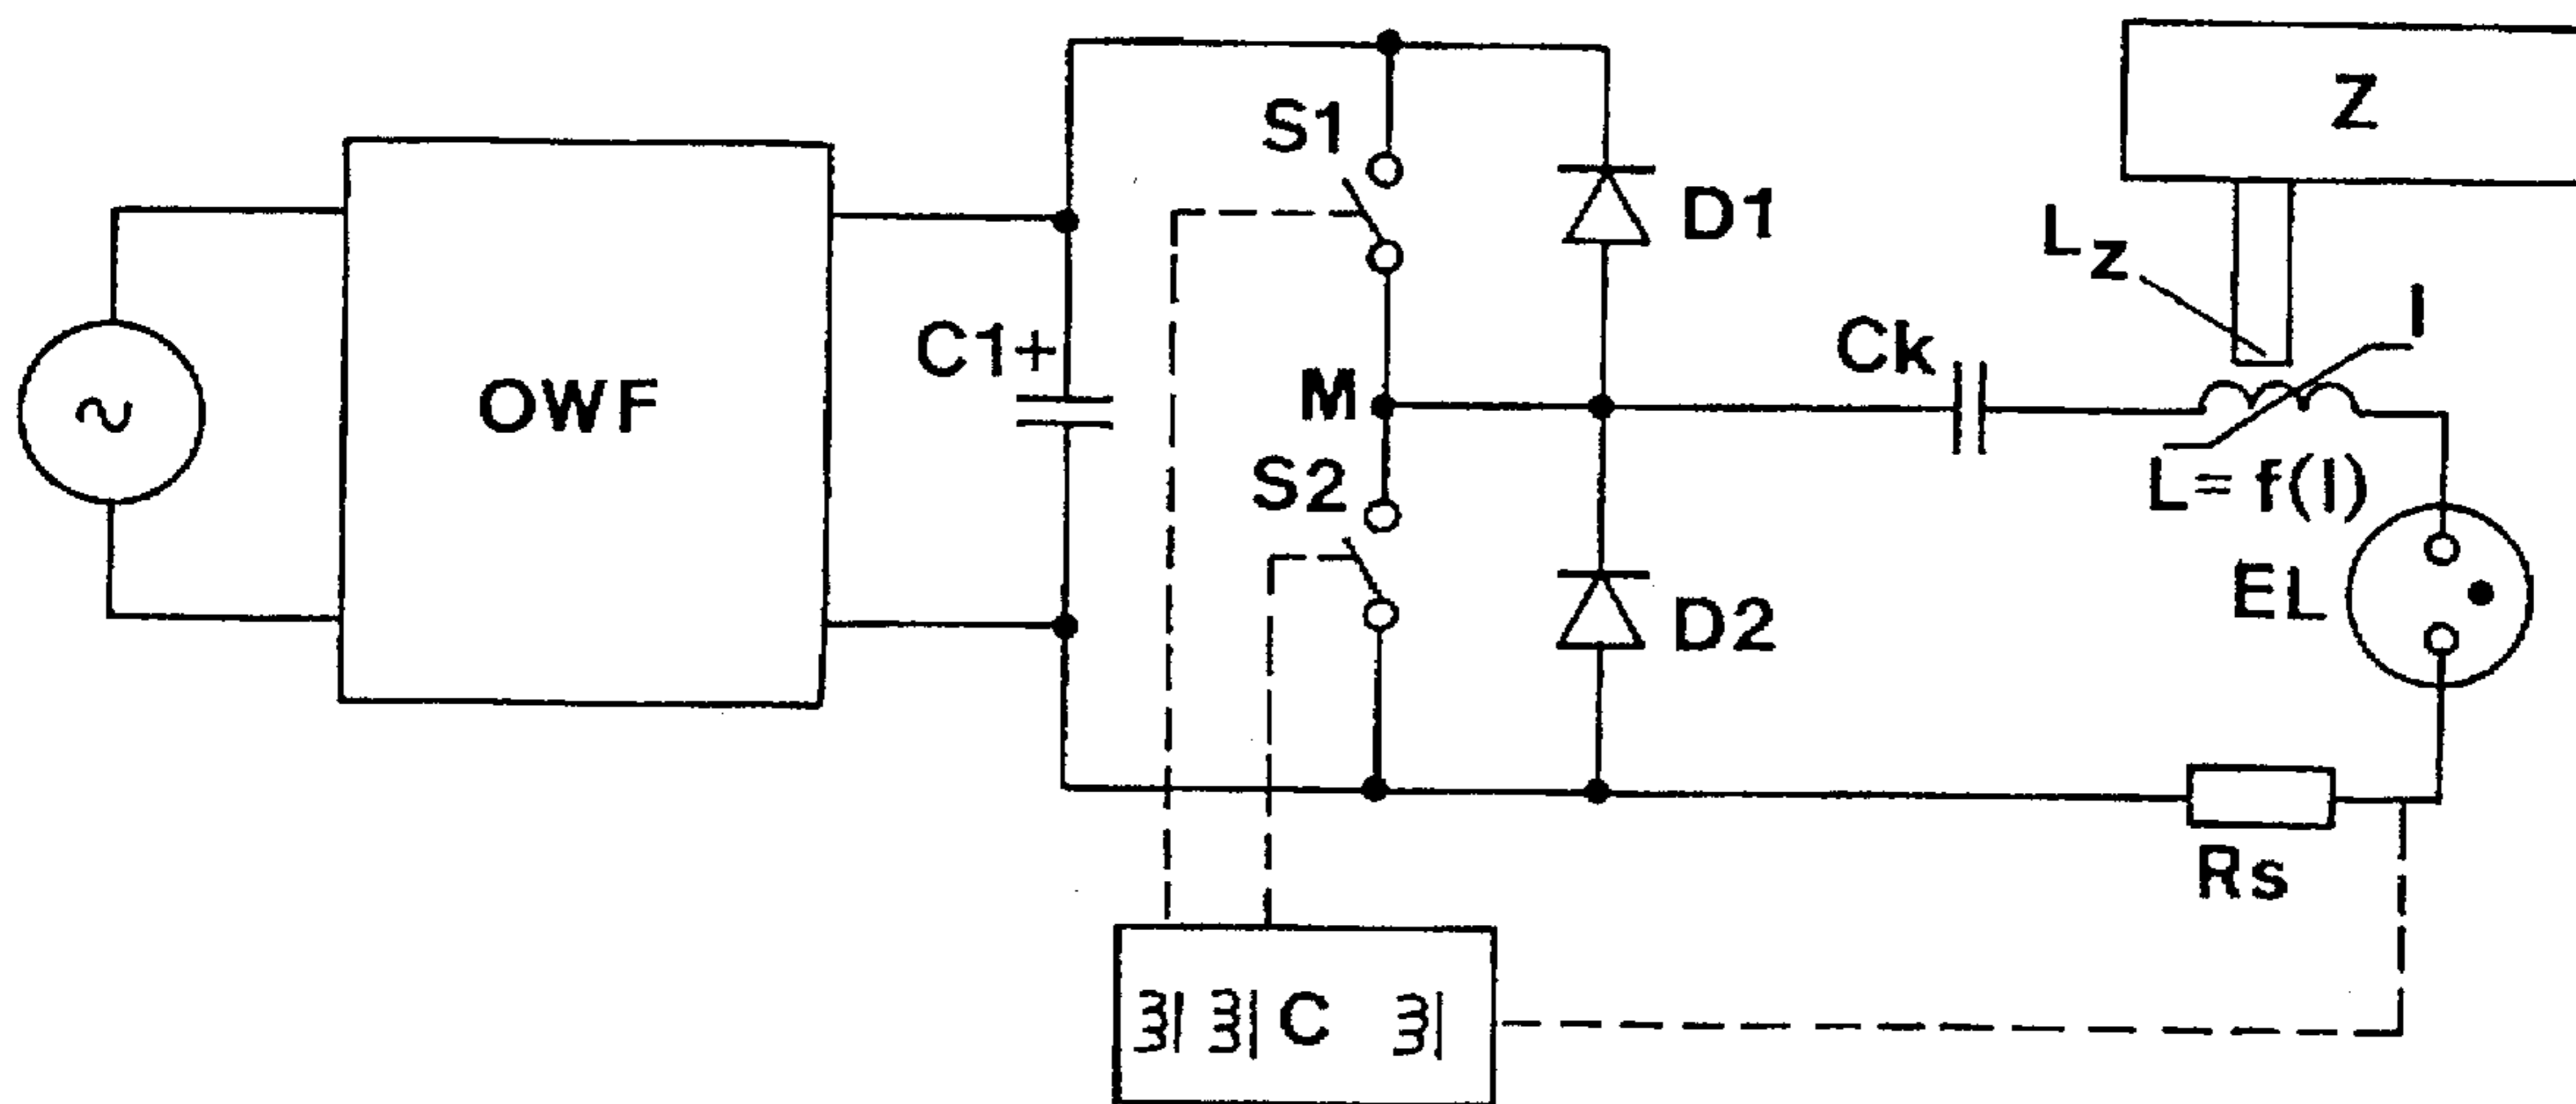 Z
S1
D1
Lz
I
C1+
OWF
~
M
Ck
S2
L= f(I)
EL
D2
Rs
C